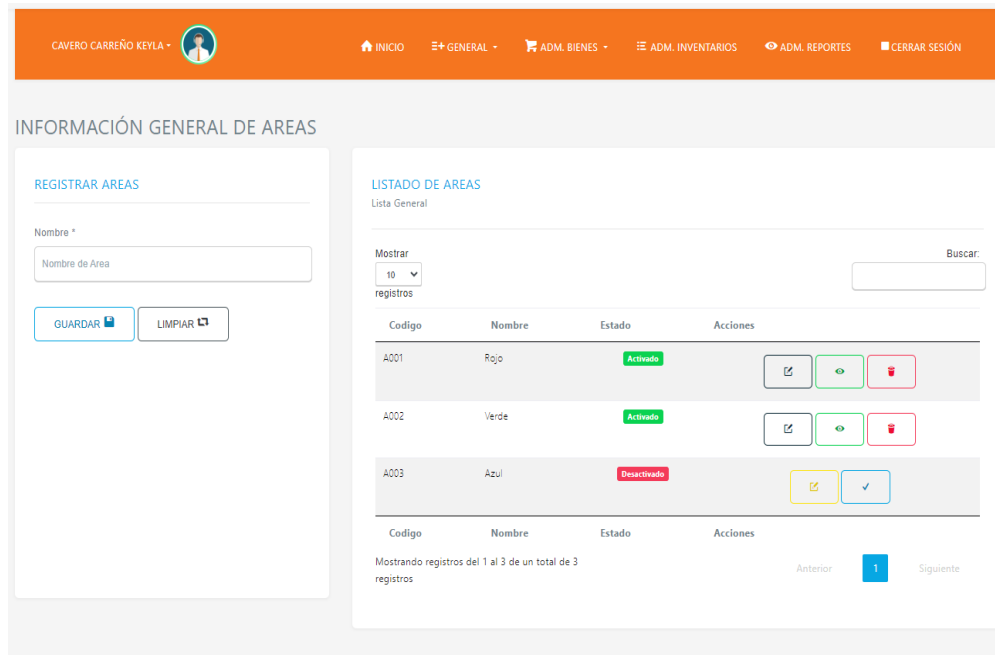 CAVERO CARREÑO KEYLA
INICIO
GENERAL
ADM. BIENES
ADM. INVENTARIOS
ADM. REPORTES
CERRAR SESIÓN
INFORMACIÓN GENERAL DE AREAS
REGISTRAR AREAS
Nombre *
Nombre de Area
GUARDAR
LIMPIAR
LISTADO DE AREAS
Lista General
Mostrar
10
registros
Buscar:
Codigo Nombre Estado Acciones
A001 Rojo Activado
A002 Verde Activado
A003 Azul Desactivado
Codigo Nombre Estado Acciones
Mostrando registros del 1 al 3 de un total de 3
registros
Anterior 1 Siguiente